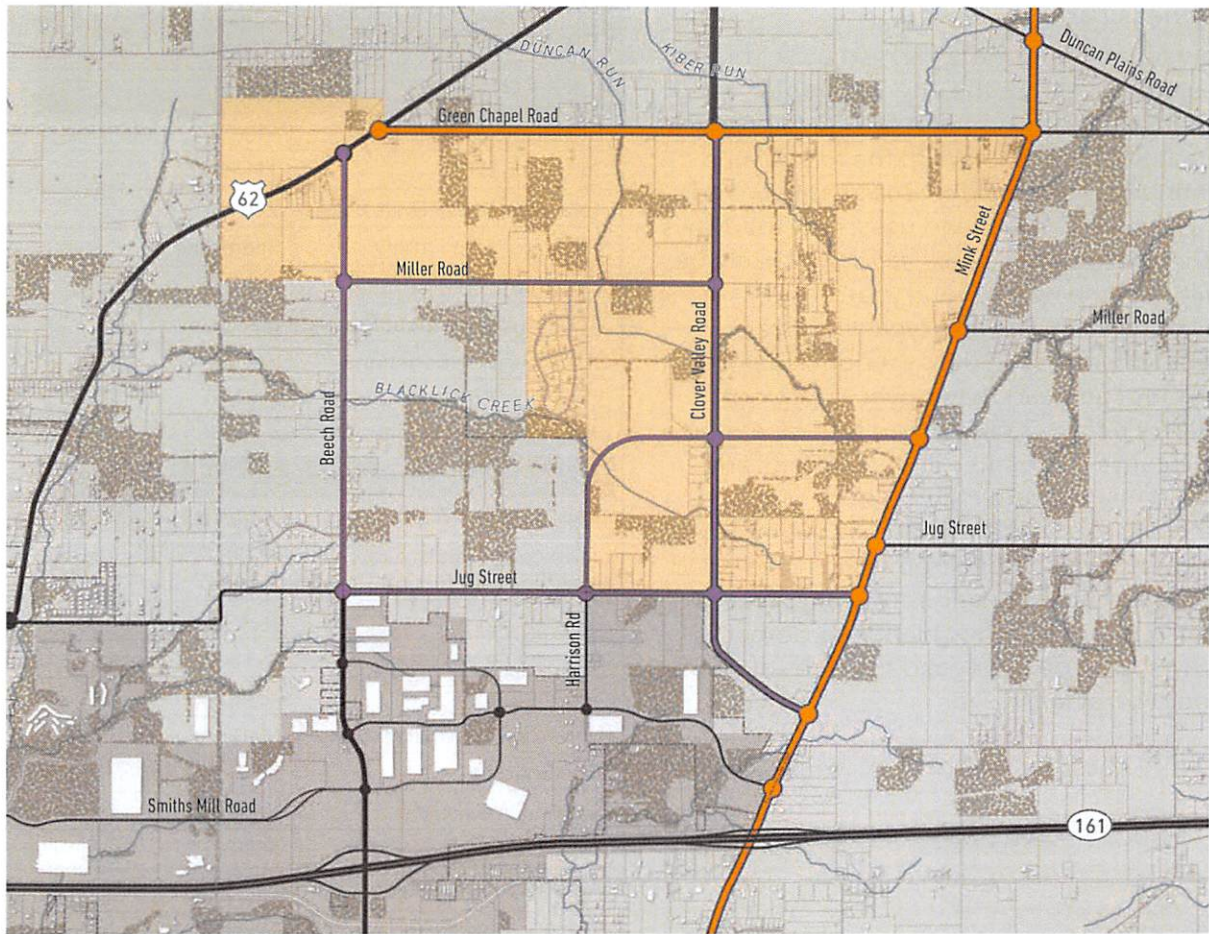 DUNCAN RUN
KIBER RUN
Duncan Plains Road
Green Chapel Road
62
Mink Street
Miller Road
Clover Valley Road
Miller Road
BLACKLICK CREEK
Beech Road
Jug Street
Jug Street
Harrison Rd
Smiths Mill Road
161